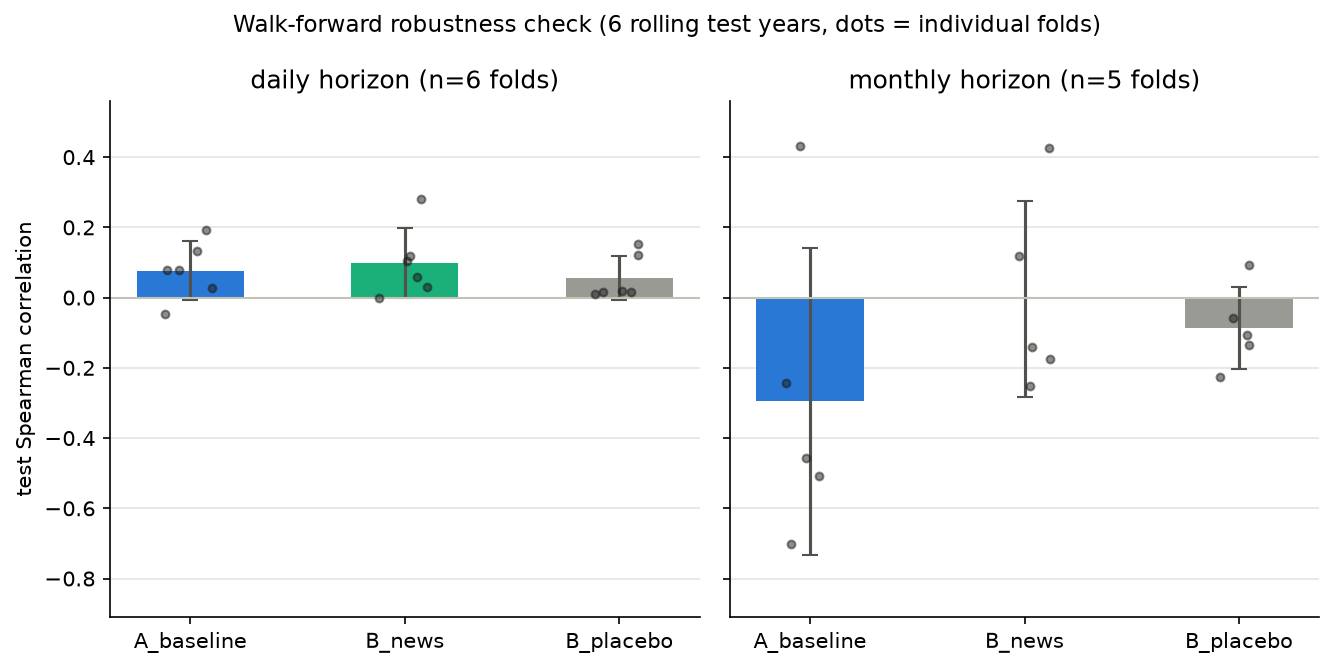 Walk-forward robustness check (6 rolling test years, dots = individual folds)
daily horizon (n=6 folds)
monthly horizon (n=5 folds)
test Spearman correlation
0.4
0.2
0.0
−0.2
−0.4
−0.6
−0.8
A_baseline
B_news
B_placebo
A_baseline
B_news
B_placebo